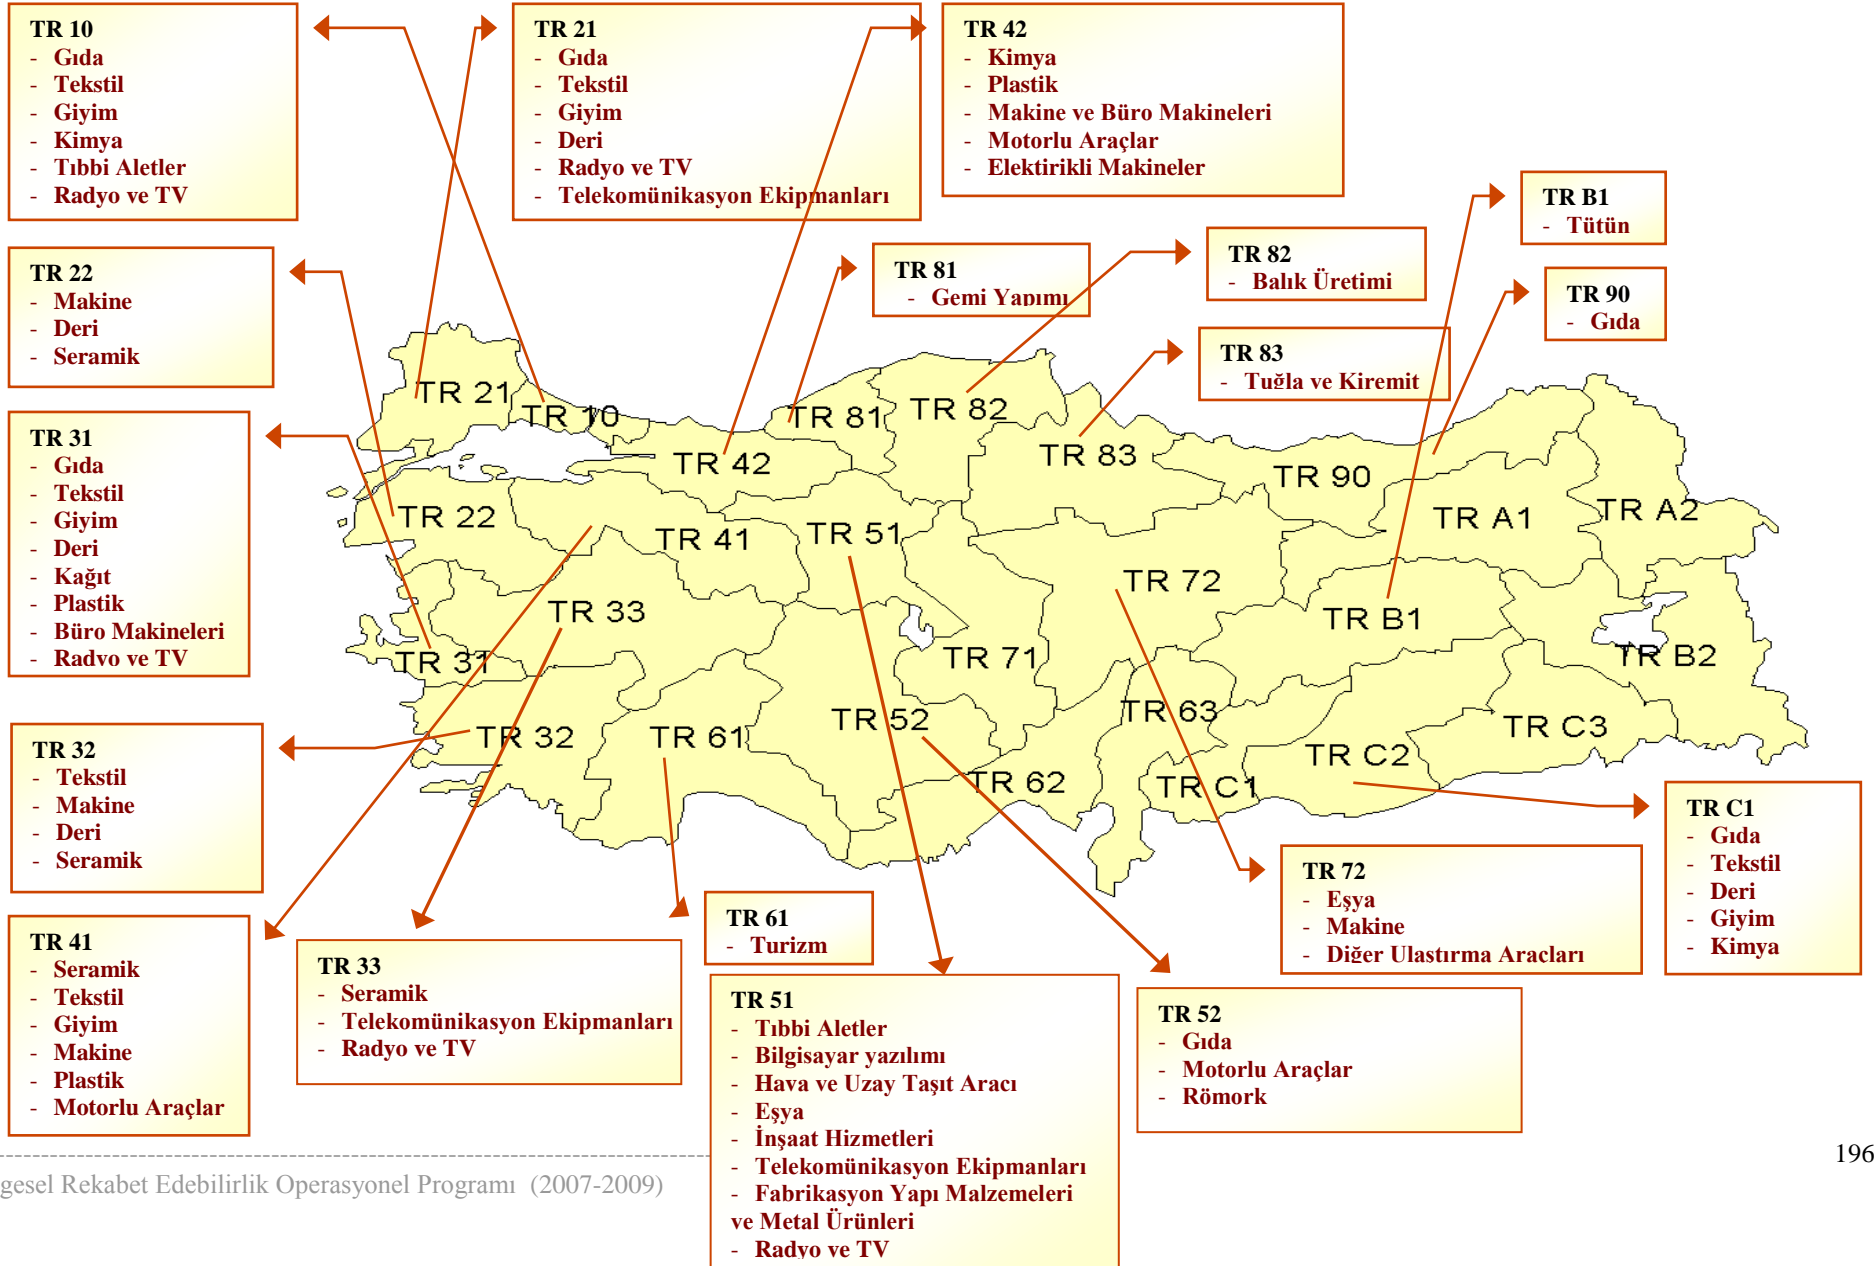 TR 10
- Gıda
- Tekstil
- Giyim
- Kimya
- Tıbbi Aletler
- Radyo ve TV
TR 21
- Gıda
- Tekstil
- Giyim
- Deri
- Radyo ve TV
- Telekomünikasyon Ekipmanları
TR 42
- Kimya
- Plastik
- Makine ve Büro Makineleri
- Motorlu Araçlar
- Elektirikli Makineler
TR B1
- Tütün
TR 22
- Makine
- Deri
- Seramik
TR 81
- Gemi Yapımı
TR 82
- Balık Üretimi
TR 90
- Gıda
TR 83
- Tuğla ve Kiremit
TR 31
- Gıda
- Tekstil
- Giyim
- Deri
- Kağıt
- Plastik
- Büro Makineleri
- Radyo ve TV
TR 21
TR 10
TR 81
TR 82
TR 42
TR 83
TR 90
TR 22
TR 41
TR 51
TR A1
TR A2
TR 33
TR 72
TR B1
TR 31
TR 71
TR B2
TR 32
TR 61
TR 52
TR 63
TR C3
TR C2
TR 62
TR C1
TR 32
- Tekstil
- Makine
- Deri
- Seramik
TR C1
- Gıda
- Tekstil
- Deri
- Giyim
- Kimya
TR 72
- Eşya
- Makine
- Diğer Ulaştırma Araçları
TR 61
- Turizm
TR 41
- Seramik
- Tekstil
- Giyim
- Makine
- Plastik
- Motorlu Araçlar
TR 33
- Seramik
- Telekomünikasyon Ekipmanları
- Radyo ve TV
TR 51
- Tıbbi Aletler
- Bilgisayar yazılımı
- Hava ve Uzay Taşıt Aracı
- Eşya
- İnşaat Hizmetleri
- Telekomünikasyon Ekipmanları
- Fabrikasyon Yapı Malzemeleri
ve Metal Ürünleri
- Radyo ve TV
TR 52
- Gıda
- Motorlu Araçlar
- Römork
gesel Rekabet Edebilirlik Operasyonel Programı (2007-2009)
196